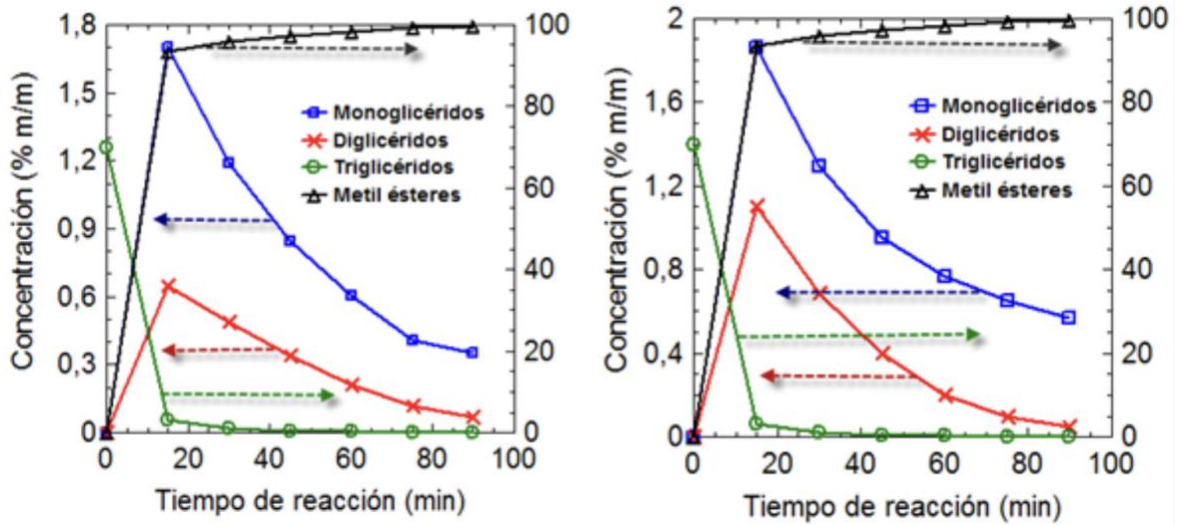 Concentración (% m/m)
1,8
1,5
1,2
0,9
0,6
0,3
0
100
80
60
40
20
0
Monoglicéridos
Diglicéridos
Triglicéridos
Metil ésteres
0 20 40 60 80 100
Tiempo de reacción (min)
Concentración (% m/m)
2
1,6
1,2
0,8
0,4
0
100
80
60
40
20
0
Monoglicéridos
Diglicéridos
Triglicéridos
Metil ésteres
0 20 40 60 80 100
Tiempo de reacción (min)